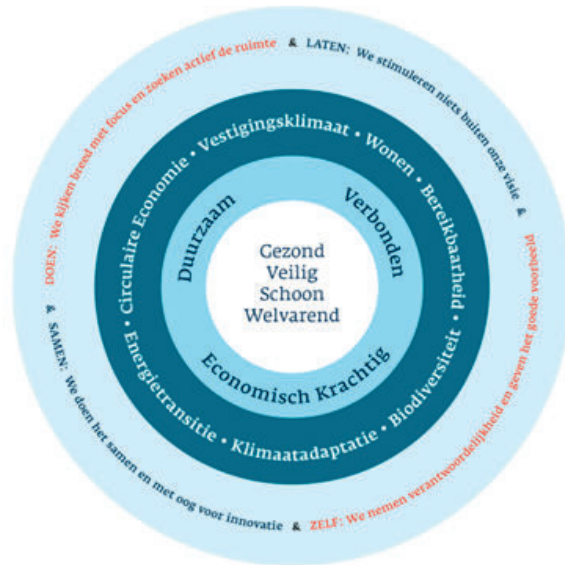 Gezond
Veilig
Schoon
Welvarend
Duurzaam
Verbonden
Economisch Krachtig
Circulaire Economie • Vestigingsklimaat • Wonen • Bereikbaarheid • Biodiversiteit • Klimaatadaptatie • Energietransitie •
DOEN: We kijken breed met focus en zoeken actief de ruimte
& LATEN: We stimuleren niets buiten onze visie
& ZELF: We nemen verantwoordelijkheid en geven het goede voorbeeld
& SAMEN: We doen het samen en met oog voor innovatie &